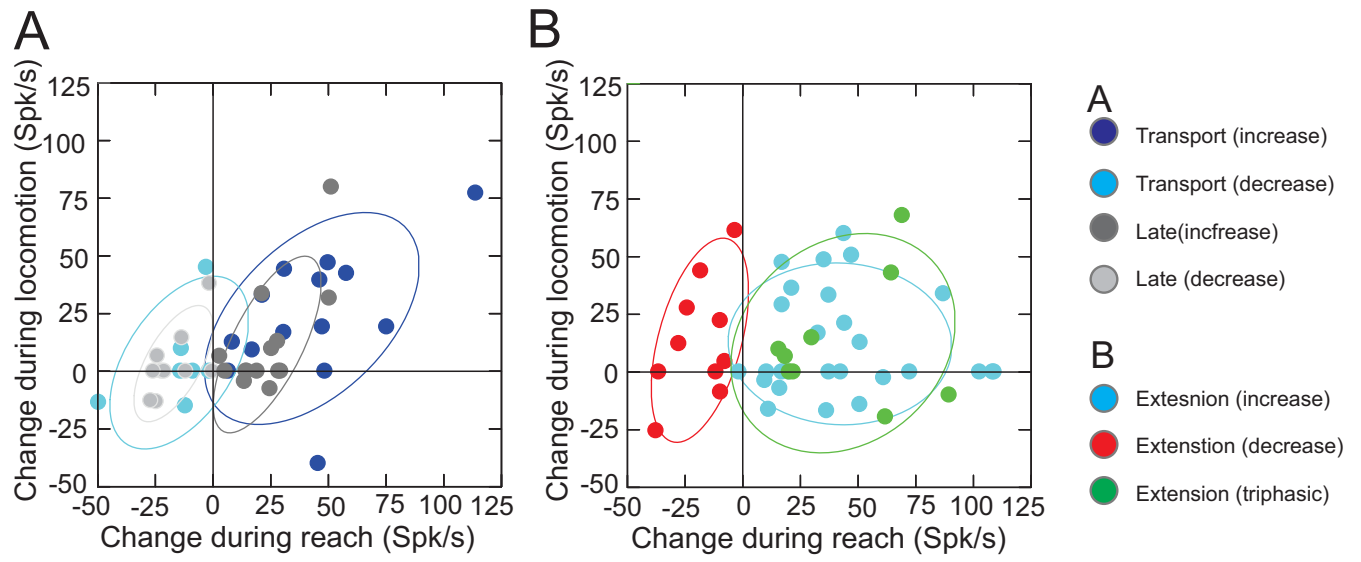 A
Change during locomotion (Spk/s)
125
100
75
50
25
0
-25
-50
-50 -25 0 25 50 75 100 125
Change during reach (Spk/s)
B
Change during locomotion (Spk/s)
125
100
75
50
25
0
-25
-50
-50 -25 0 25 50 75 100 125
Change during reach (Spk/s)
A
Transport (increase)
Transport (decrease)
Late(incfrease)
Late (decrease)
B
Extesnion (increase)
Extenstion (decrease)
Extension (triphasic)